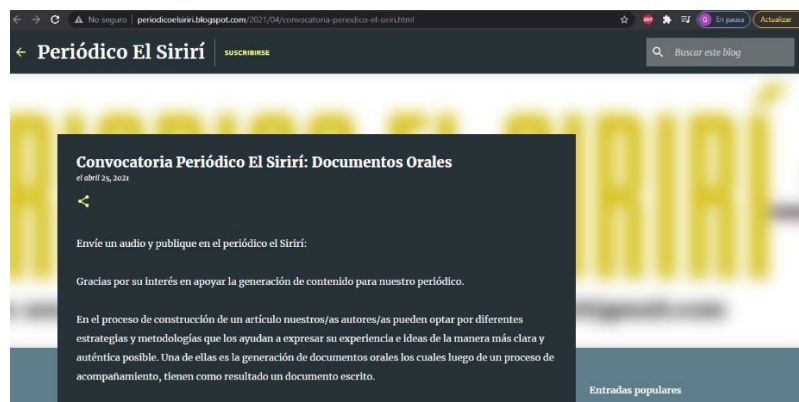 No seguro | periodicoelsiriri.blogspot.com/2021/04/convocatoria-periodico-el-siriri.html
G En pausa Actualizar
Periódico El Sirirí SUSCRIBIRSE Buscar este blog
Convocatoria Periódico El Sirirí: Documentos Orales
el abril 25, 2021
Envíe un audio y publique en el periódico el Sirirí:
Gracias por su interés en apoyar la generación de contenido para nuestro periódico.
En el proceso de construcción de un artículo nuestros/as autores/as pueden optar por diferentes
estrategias y metodologías que los ayudan a expresar su experiencia e ideas de la manera más clara y
auténtica posible. Una de ellas es la generación de documentos orales los cuales luego de un proceso de
acompañamiento, tienen como resultado un documento escrito.
Entradas populares